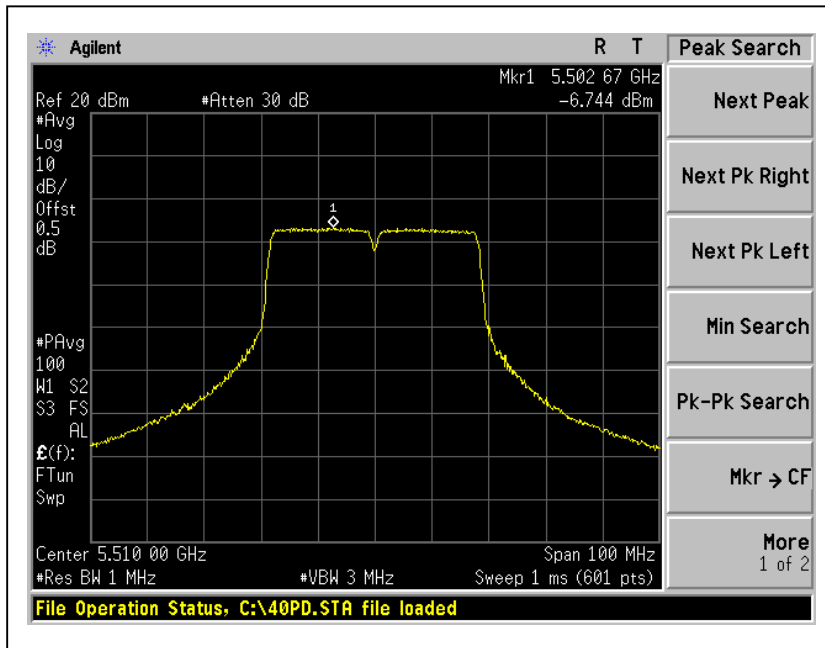 Agilent R T Peak Search
Mkr1 5.502 67 GHz
Ref 20 dBm #Atten 30 dB -6.744 dBm
#Avg
Log
10
dB/
Offst
0.5
dB
1
#PAvg
100
W1 S2
S3 FS
AL
£(f):
FTun
Swp
Center 5.510 00 GHz Span 100 MHz
#Res BW 1 MHz #VBW 3 MHz Sweep 1 ms (601 pts)
File Operation Status, C:\40PD.STA file loaded
Next Peak
Next Pk Right
Next Pk Left
Min Search
Pk-Pk Search
Mkr → CF
More
1 of 2